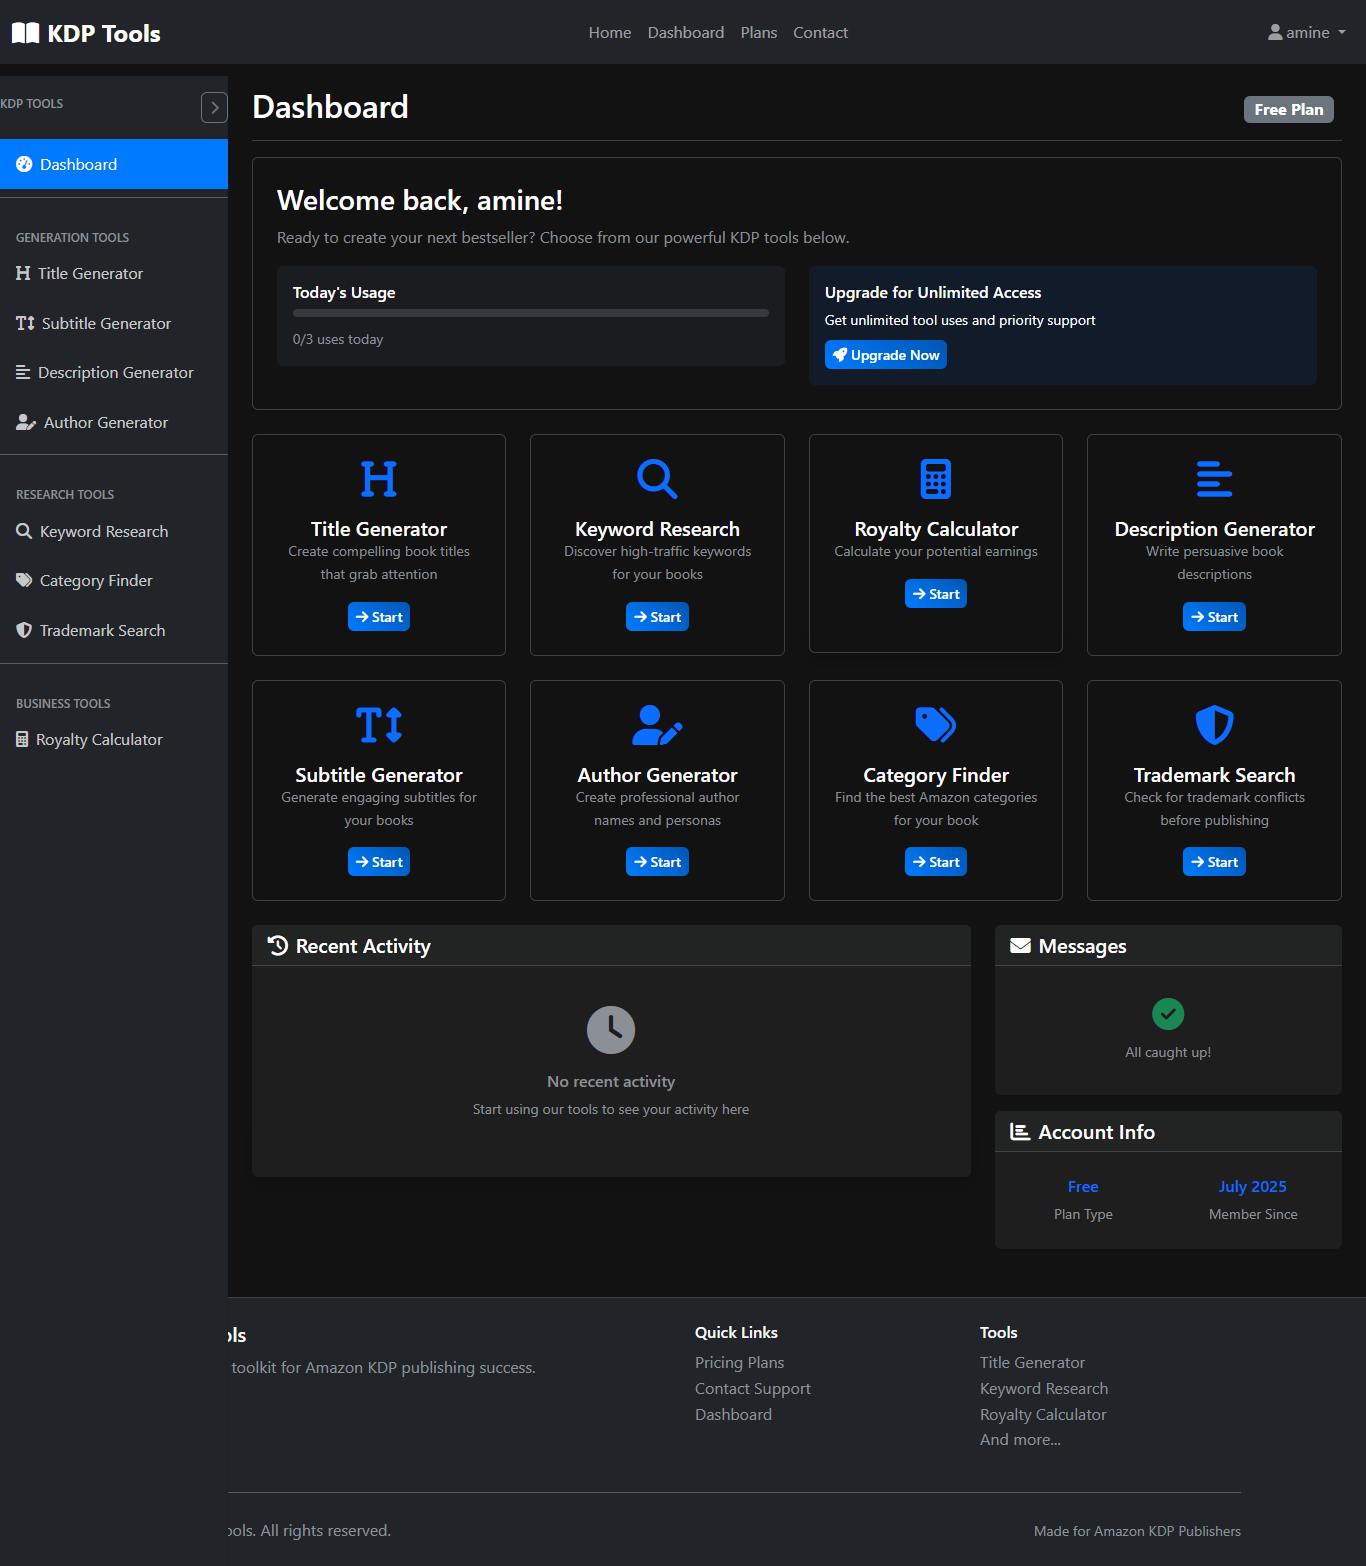 KDP Tools
Home Dashboard Plans Contact
amine
KDP TOOLS
Dashboard
GENERATION TOOLS
Title Generator
Subtitle Generator
Description Generator
Author Generator
RESEARCH TOOLS
Keyword Research
Category Finder
Trademark Search
BUSINESS TOOLS
Royalty Calculator
Dashboard
Free Plan
Welcome back, amine!
Ready to create your next bestseller? Choose from our powerful KDP tools below.
Today's Usage
0/3 uses today
Upgrade for Unlimited Access
Get unlimited tool uses and priority support
Upgrade Now
Title Generator
Create compelling book titles
that grab attention
Start
Keyword Research
Discover high-traffic keywords
for your books
Start
Royalty Calculator
Calculate your potential earnings
Start
Description Generator
Write persuasive book
descriptions
Start
Subtitle Generator
Generate engaging subtitles for
your books
Start
Author Generator
Create professional author
names and personas
Start
Category Finder
Find the best Amazon categories
for your book
Start
Trademark Search
Check for trademark conflicts
before publishing
Start
Recent Activity
No recent activity
Start using our tools to see your activity here
Messages
All caught up!
Account Info
Free
Plan Type
July 2025
Member Since
ols
toolkit for Amazon KDP publishing success.
Quick Links
Pricing Plans
Contact Support
Dashboard
Tools
Title Generator
Keyword Research
Royalty Calculator
And more...
ools. All rights reserved.
Made for Amazon KDP Publishers